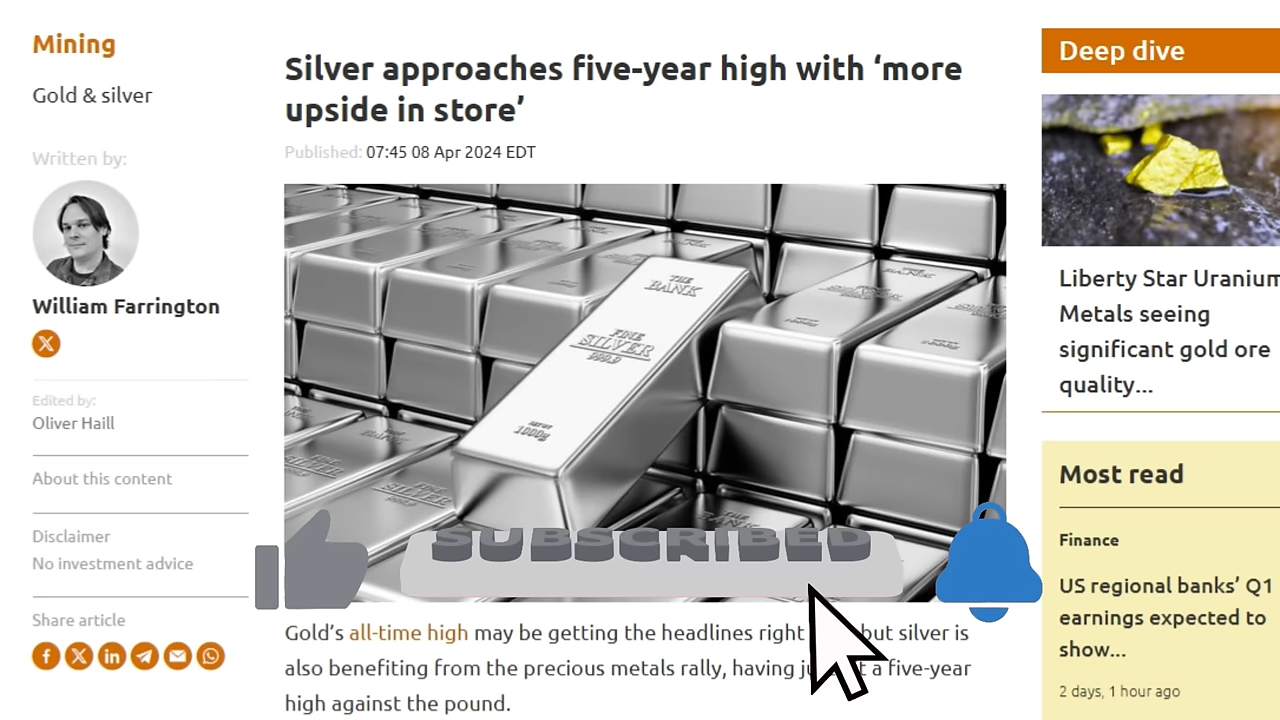 Mining
Gold & silver
Written by:
William Farrington
Edited by:
Oliver Haill
About this content
Disclaimer
No investment advice
Share article
Silver approaches five-year high with ‘more
upside in store’
Published: 07:45 08 Apr 2024 EDT
THE
BANK
FINE
SILVER
999.9
1000g
SUBSCRIBED
Gold’s all-time high may be getting the headlines right but silver is
also benefiting from the precious metals rally, having a five-year
high against the pound.
Deep dive
Liberty Star Uranium
Metals seeing
significant gold ore
quality...
Most read
Finance
US regional banks’ Q1
earnings expected to
show...
2 days, 1 hour ago